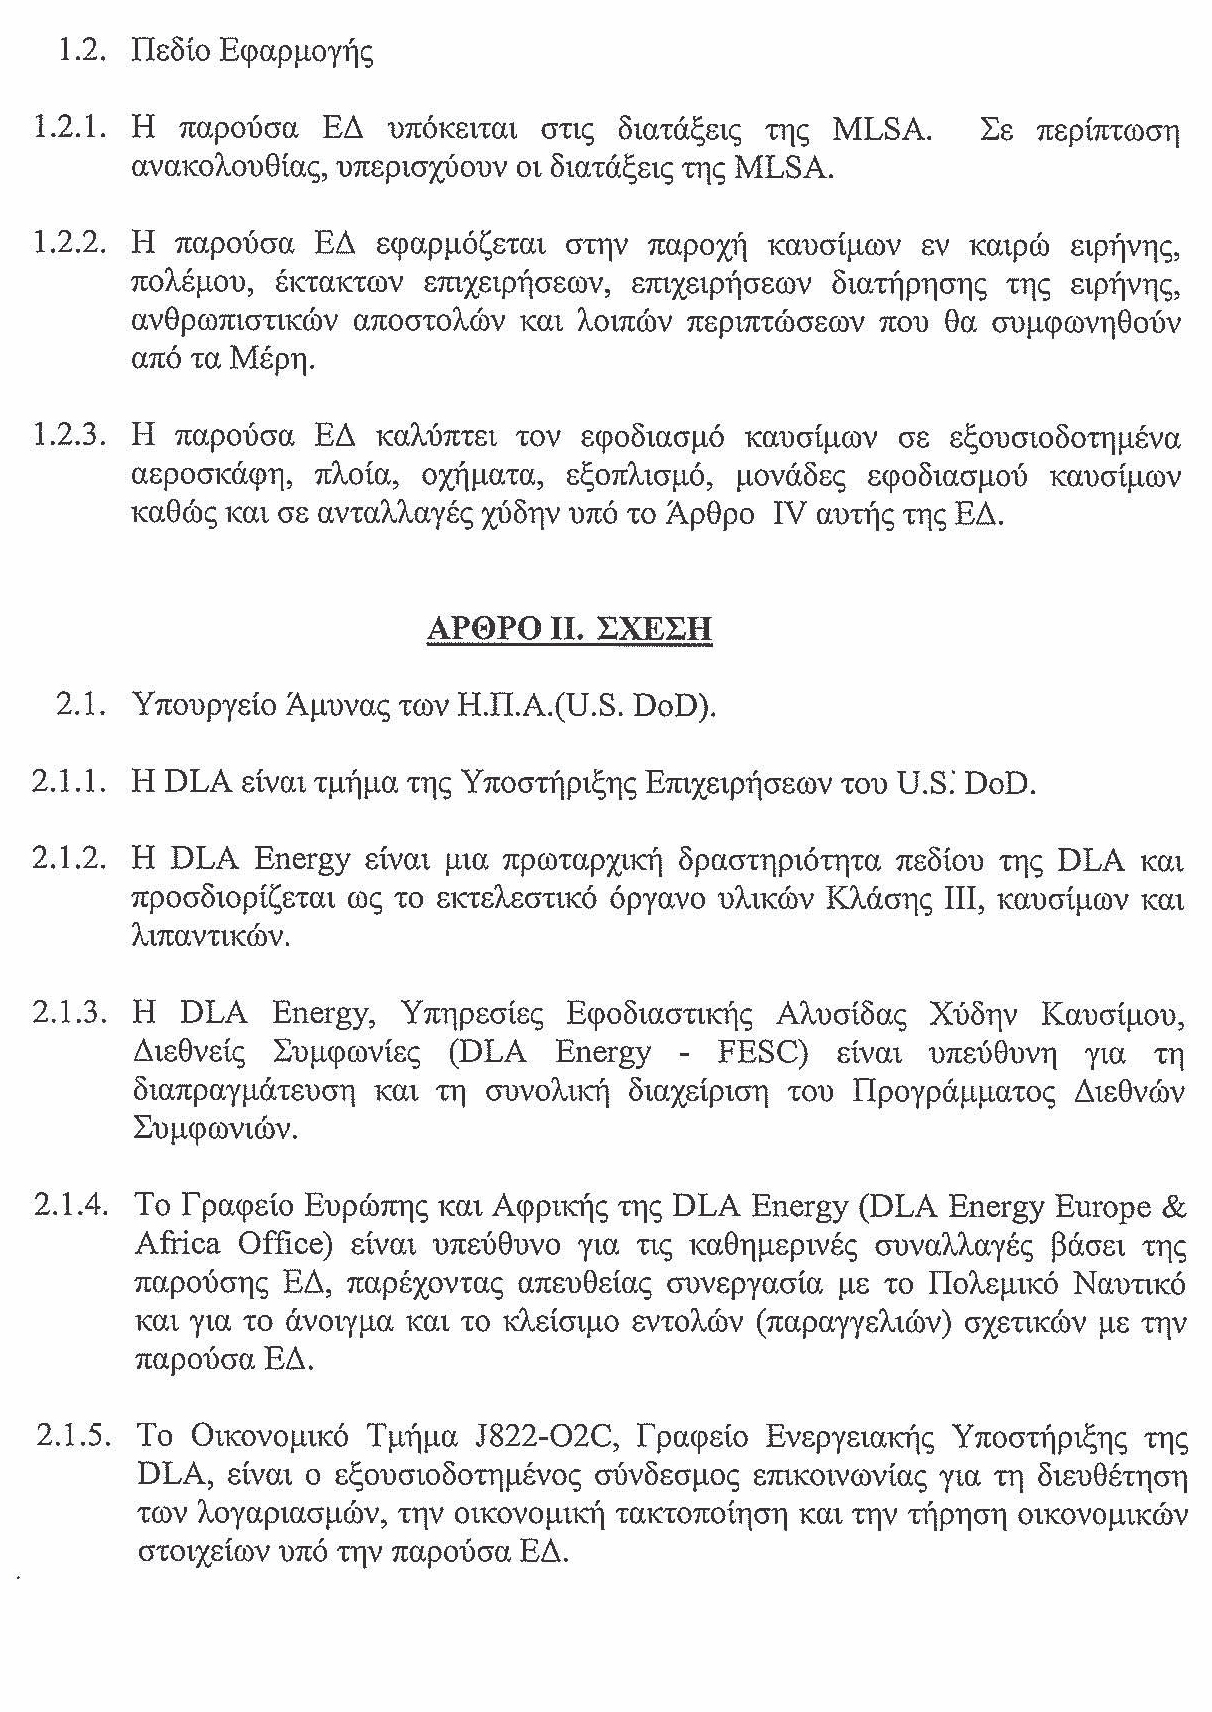 1.2. Πεδίο Εφαρμογής
1.2.1. Η παρούσα ΕΔ υπόκειται στις διατάξεις της MLSA. Σε περίπτωση
ανακολουθίας, υπερισχύουν οι διατάξεις της MLSA.
1.2.2. Η παρούσα ΕΔ εφαρμόζεται στην παροχή καυσίμων εν καιρώ ειρήνης,
πολέμου, έκτακτων επιχειρήσεων, επιχειρήσεων διατήρησης της ειρήνης,
ανθρωπιστικών αποστολών και λοιπών περιπτώσεων που θα συμφωνηθούν
από τα Μέρη.
1.2.3. Η παρούσα ΕΔ καλύπτει τον εφοδιασμό καυσίμων σε εξουσιοδοτημένα
αεροσκάφη, πλοία, οχήματα, εξοπλισμό, μονάδες εφοδιασμού καυσίμων
καθώς και σε ανταλλαγές χύδην υπό το Άρθρο IV αυτής της ΕΔ.
ΑΡΘΡΟ II. ΣΧΕΣΗ
2.1. Υπουργείο Άμυνας των Η.Π.Α.(U.S. DoD).
2.1.1. Η DLA είναι τμήμα της Υποστήριξης Επιχειρήσεων του U.S. DoD.
2.1.2. Η DLA Energy είναι μια πρωταρχική δραστηριότητα πεδίου της DLA και
προσδιορίζεται ως το εκτελεστικό όργανο υλικών Κλάσης III, καυσίμων και
λιπαντικών.
2.1.3. Η DLA Energy, Υπηρεσίες Εφοδιαστικής Αλυσίδας Χύδην Καυσίμου,
Διεθνείς Συμφωνίες (DLA Energy - FESC) είναι υπεύθυνη για τη
διαπραγμάτευση και τη συνολική διαχείριση του Προγράμματος Διεθνών
Συμφωνιών.
2.1.4. Το Γραφείο Ευρώπης και Αφρικής της DLA Energy (DLA Energy Europe &
Africa Office) είναι υπεύθυνο για τις καθημερινές συναλλαγές βάσει της
παρούσης ΕΔ, παρέχοντας απευθείας συνεργασία με το Πολεμικό Ναυτικό
και για το άνοιγμα και το κλείσιμο εντολών (παραγγελιών) σχετικών με την
παρούσα ΕΔ.
2.1.5. Το Οικονομικό Τμήμα J822-O2C, Γραφείο Ενεργειακής Υποστήριξης της
DLA, είναι ο εξουσιοδοτημένος σύνδεσμος επικοινωνίας για τη διευθέτηση
των λογαριασμών, την οικονομική τακτοποίηση και την τήρηση οικονομικών
στοιχείων υπό την παρούσα ΕΔ.